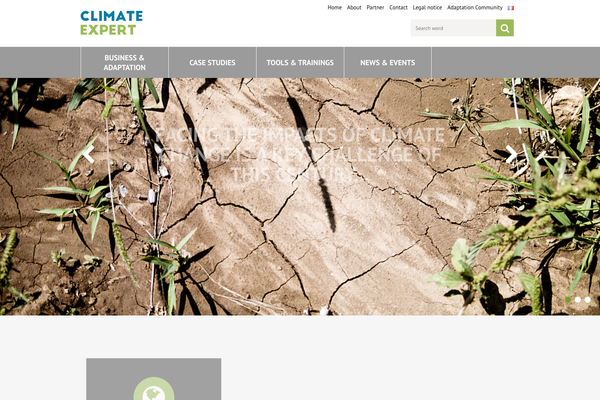 CLIMATE
EXPERT
Home About Partner Contact Legal notice Adaptation Community
Search word
BUSINESS &
ADAPTATION
CASE STUDIES
TOOLS & TRAININGS
NEWS & EVENTS
FACING THE IMPACTS OF CLIMATE
CHANGE IS A KEY CHALLENGE OF
THIS CENTURY